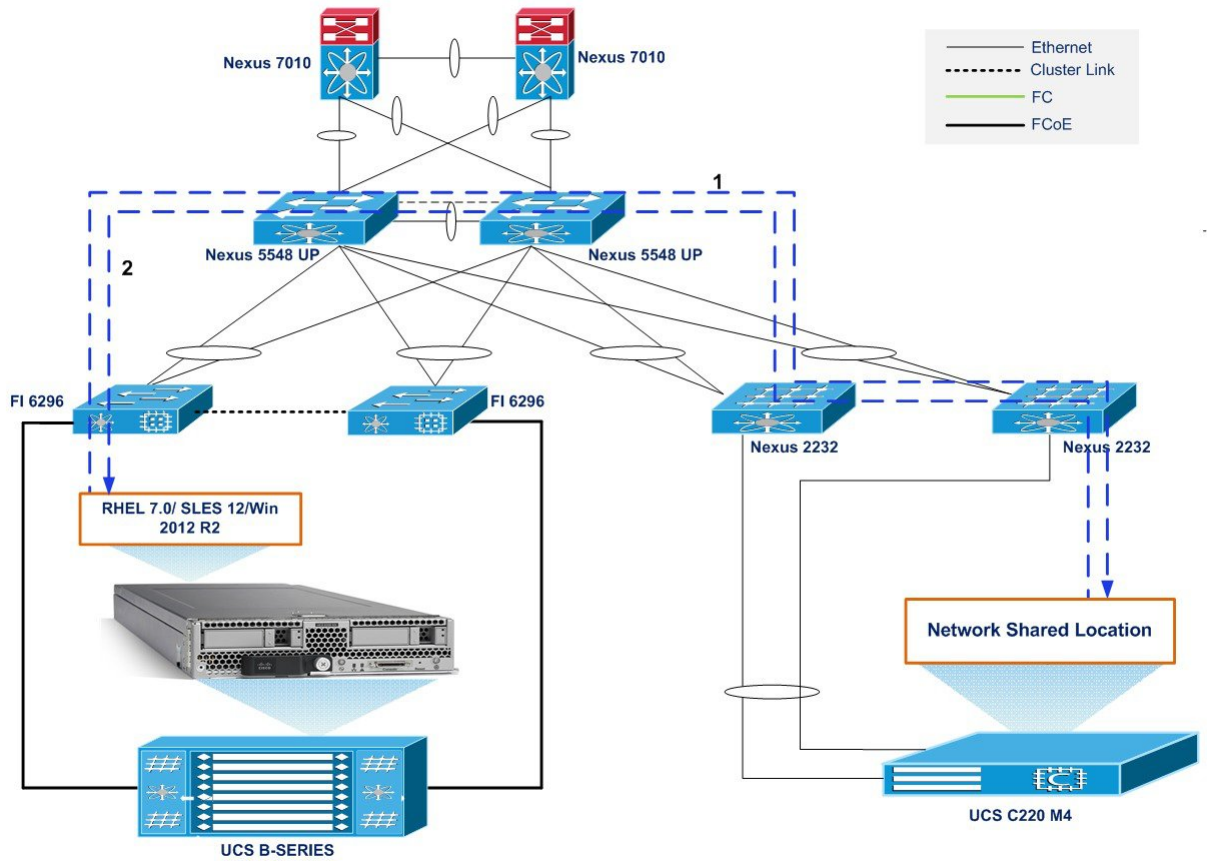 Nexus 7010
Nexus 7010
Ethernet
Cluster Link
FC
FCoE
1
Nexus 5548 UP
Nexus 5548 UP
2
FI 6296
FI 6296
Nexus 2232
Nexus 2232
RHEL 7.0/ SLES 12/Win
2012 R2
Network Shared Location
UCS C220 M4
UCS B-SERIES